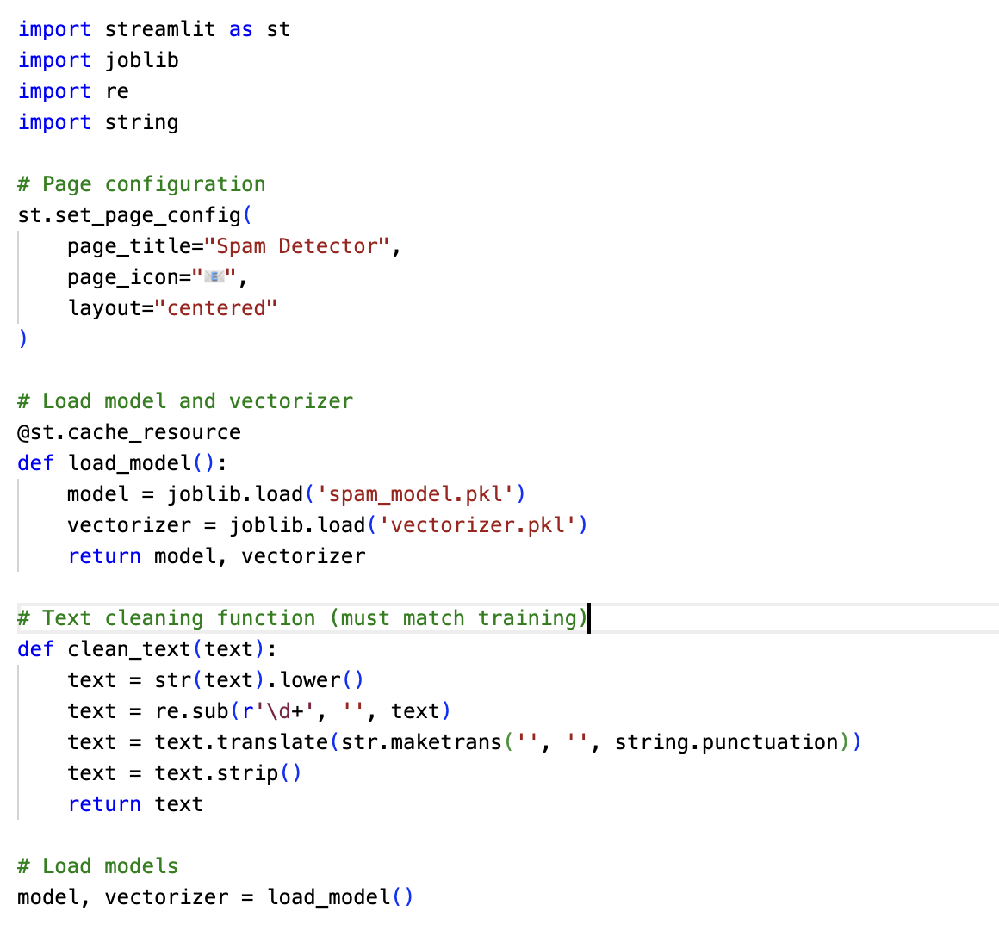 import streamlit as st
import joblib
import re
import string
# Page configuration
st.set_page_config(
    page_title="Spam Detector",
    page_icon="📧",
    layout="centered"
)
# Load model and vectorizer
@st.cache_resource
def load_model():
    model = joblib.load('spam_model.pkl')
    vectorizer = joblib.load('vectorizer.pkl')
    return model, vectorizer
# Text cleaning function (must match training)
def clean_text(text):
    text = str(text).lower()
    text = re.sub(r'\d+', '', text)
    text = text.translate(str.maketrans('', '', string.punctuation))
    text = text.strip()
    return text
# Load models
model, vectorizer = load_model()